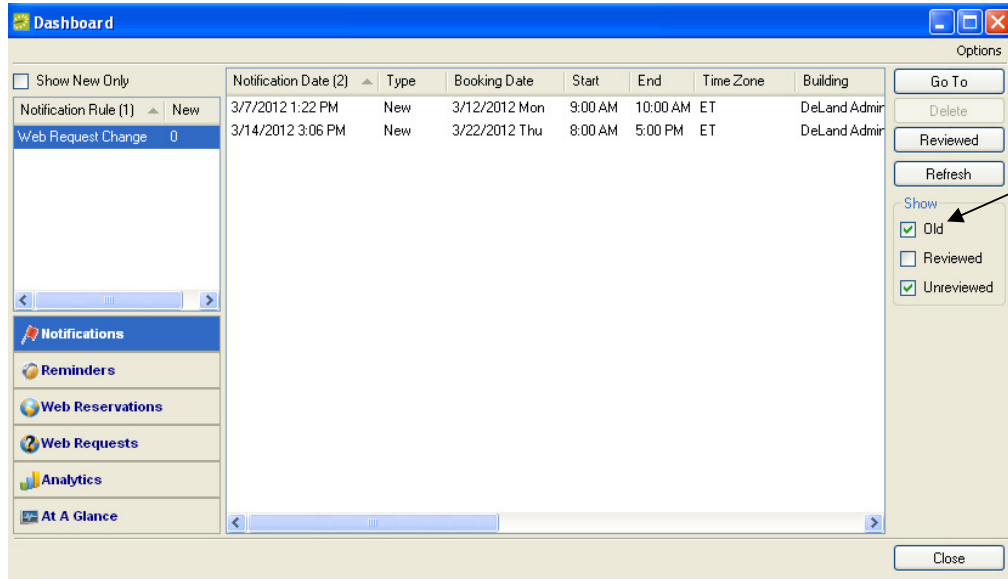 Dashboard
Options
Show New Only
Notification Rule (1) New
Web Request Change 0
Notifications
Reminders
Web Reservations
Web Requests
Analytics
At A Glance
Notification Date (2) Type Booking Date Start End Time Zone Building
3/7/2012 1:22 PM New 3/12/2012 Mon 9:00 AM 10:00 AM ET DeLand Admin
3/14/2012 3:06 PM New 3/22/2012 Thu 8:00 AM 5:00 PM ET DeLand Admin
Go To
Delete
Reviewed
Refresh
Show
Old
Reviewed
Unreviewed
Close